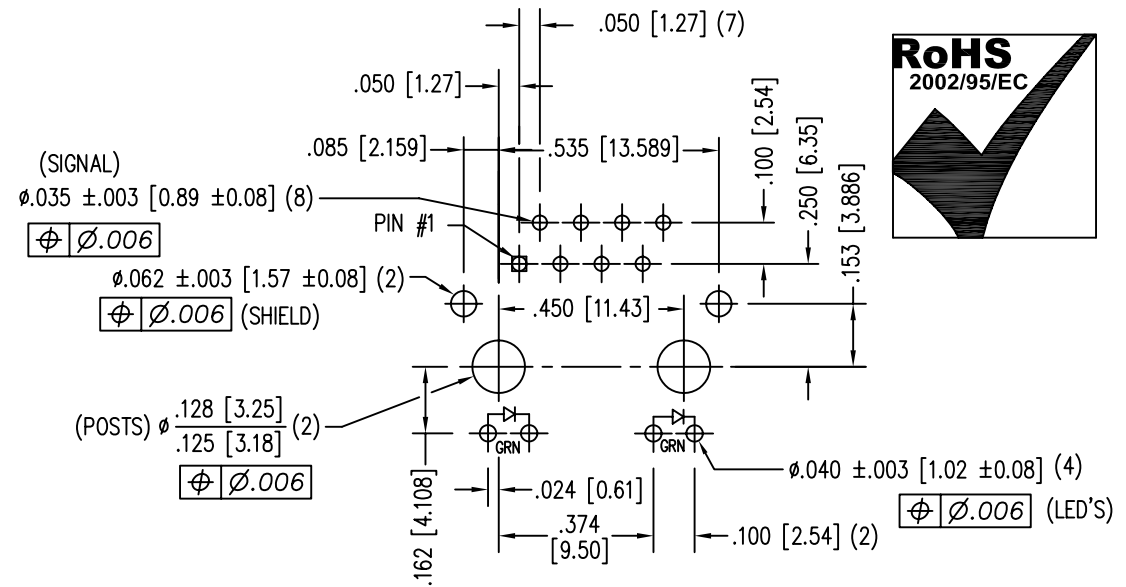 .050 [1.27] (7)
RoHS
2002/95/EC
.050 [1.27]
.100 [2.54]
.250 [6.35]
.085 [2.159]
.535 [13.589]
.153 [3.886]
(SIGNAL)
ø.035 ±.003 [0.89 ±0.08] (8)
⌖ Ø.006
PIN #1
ø.062 ±.003 [1.57 ±0.08] (2)
⌖ Ø.006 (SHIELD)
.450 [11.43]
(POSTS) ø .128 [3.25]
.125 [3.18] (2)
⌖ Ø.006
GRN
GRN
ø.040 ±.003 [1.02 ±0.08] (4)
⌖ Ø.006 (LED'S)
.024 [0.61]
.162 [4.108]
.374
[9.50]
.100 [2.54] (2)